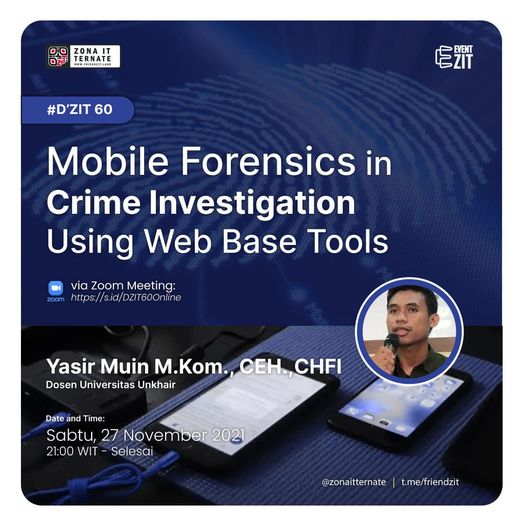 ZONA IT
TERNATE
EVENT
ZIT
#D'ZIT 60
Mobile Forensics in
Crime Investigation
Using Web Base Tools
zoom
via Zoom Meeting:
https://s.id/DZIT60Online
Yasir Muin M.Kom., CEH.,CHFI
Dosen Universitas Unkhair
Date and Time:
Sabtu, 27 November 2021
21:00 WIT - Selesai
@zonaitternate | t.me/friendzit